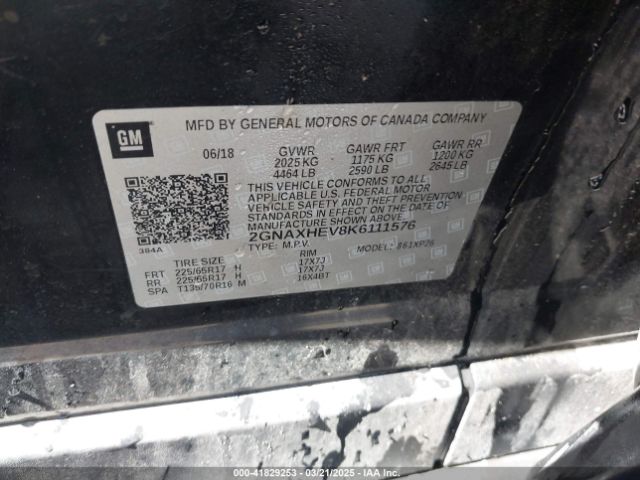 GM
MFD BY GENERAL MOTORS OF CANADA COMPANY
06/18 GVWR GAWR FRT GAWR RR
2025 KG 1175 KG 1200 KG
4464 LB 2590 LB 2645 LB
THIS VEHICLE CONFORMS TO ALL
APPLICABLE U.S. FEDERAL MOTOR
VEHICLE SAFETY AND THEFT PREVENTION
STANDARDS IN EFFECT ON THE DATE OF
MANUFACTURE SHOWN ABOVE.
2GNAXHEV8K6111576
384A TYPE: M.P.V. MODEL: 861XP26
TIRE SIZE RIM
FRT 225/65R17 H 17X7J
RR 225/65R17 H 17X7J
SPA T135/70R16 M 16X4BT
000-41829253 — 03/21/2025 — IAA Inc.